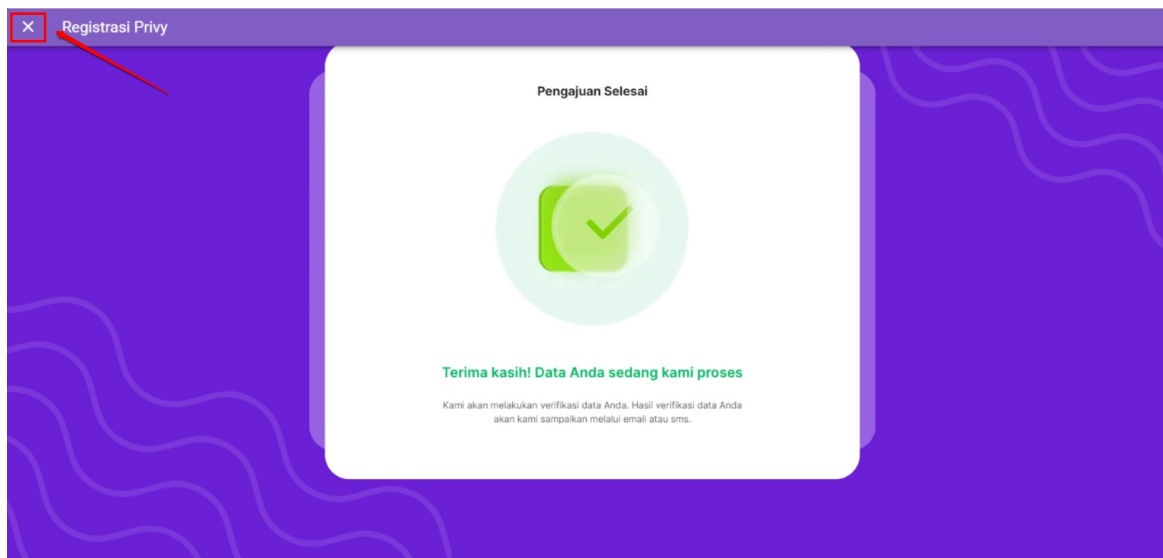 Registrasi Privy
Pengajuan Selesai
Terima kasih! Data Anda sedang kami proses
Kami akan melakukan verifikasi data Anda. Hasil verifikasi data Anda
akan kami sampaikan melalui email atau sms.